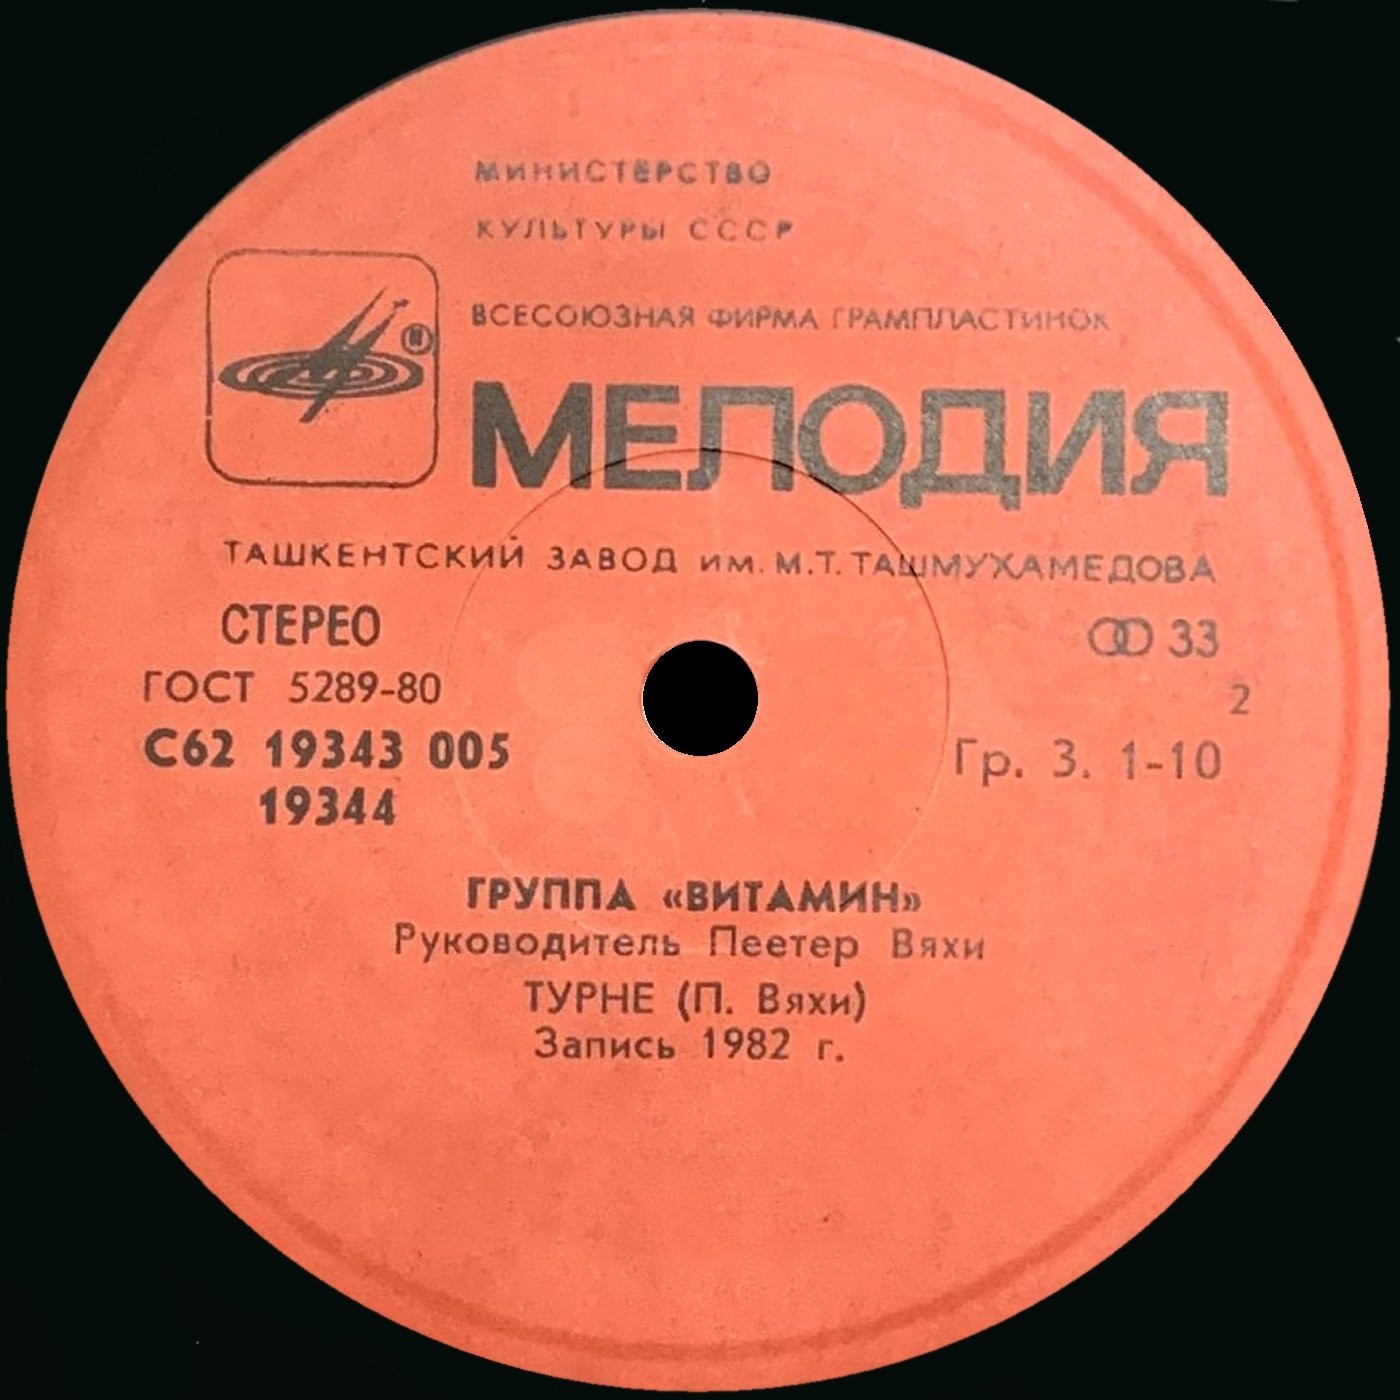 МИНИСТЕРСТВО
КУЛЬТУРЫ СССР
ВСЕСОЮЗНАЯ ФИРМА ГРАМПЛАСТИНОК
®
МЕЛОДИЯ
ТАШКЕНТСКИЙ ЗАВОД им. М.Т. ТАШМУХАМЕДОВА
СТЕРЕО
33
ГОСТ 5289-80
2
С62 19343 005
Гр. 3. 1-10
19344
ГРУППА «ВИТАМИН»
Руководитель Пеетер Вяхи
ТУРНЕ (П. Вяхи)
Запись 1982 г.